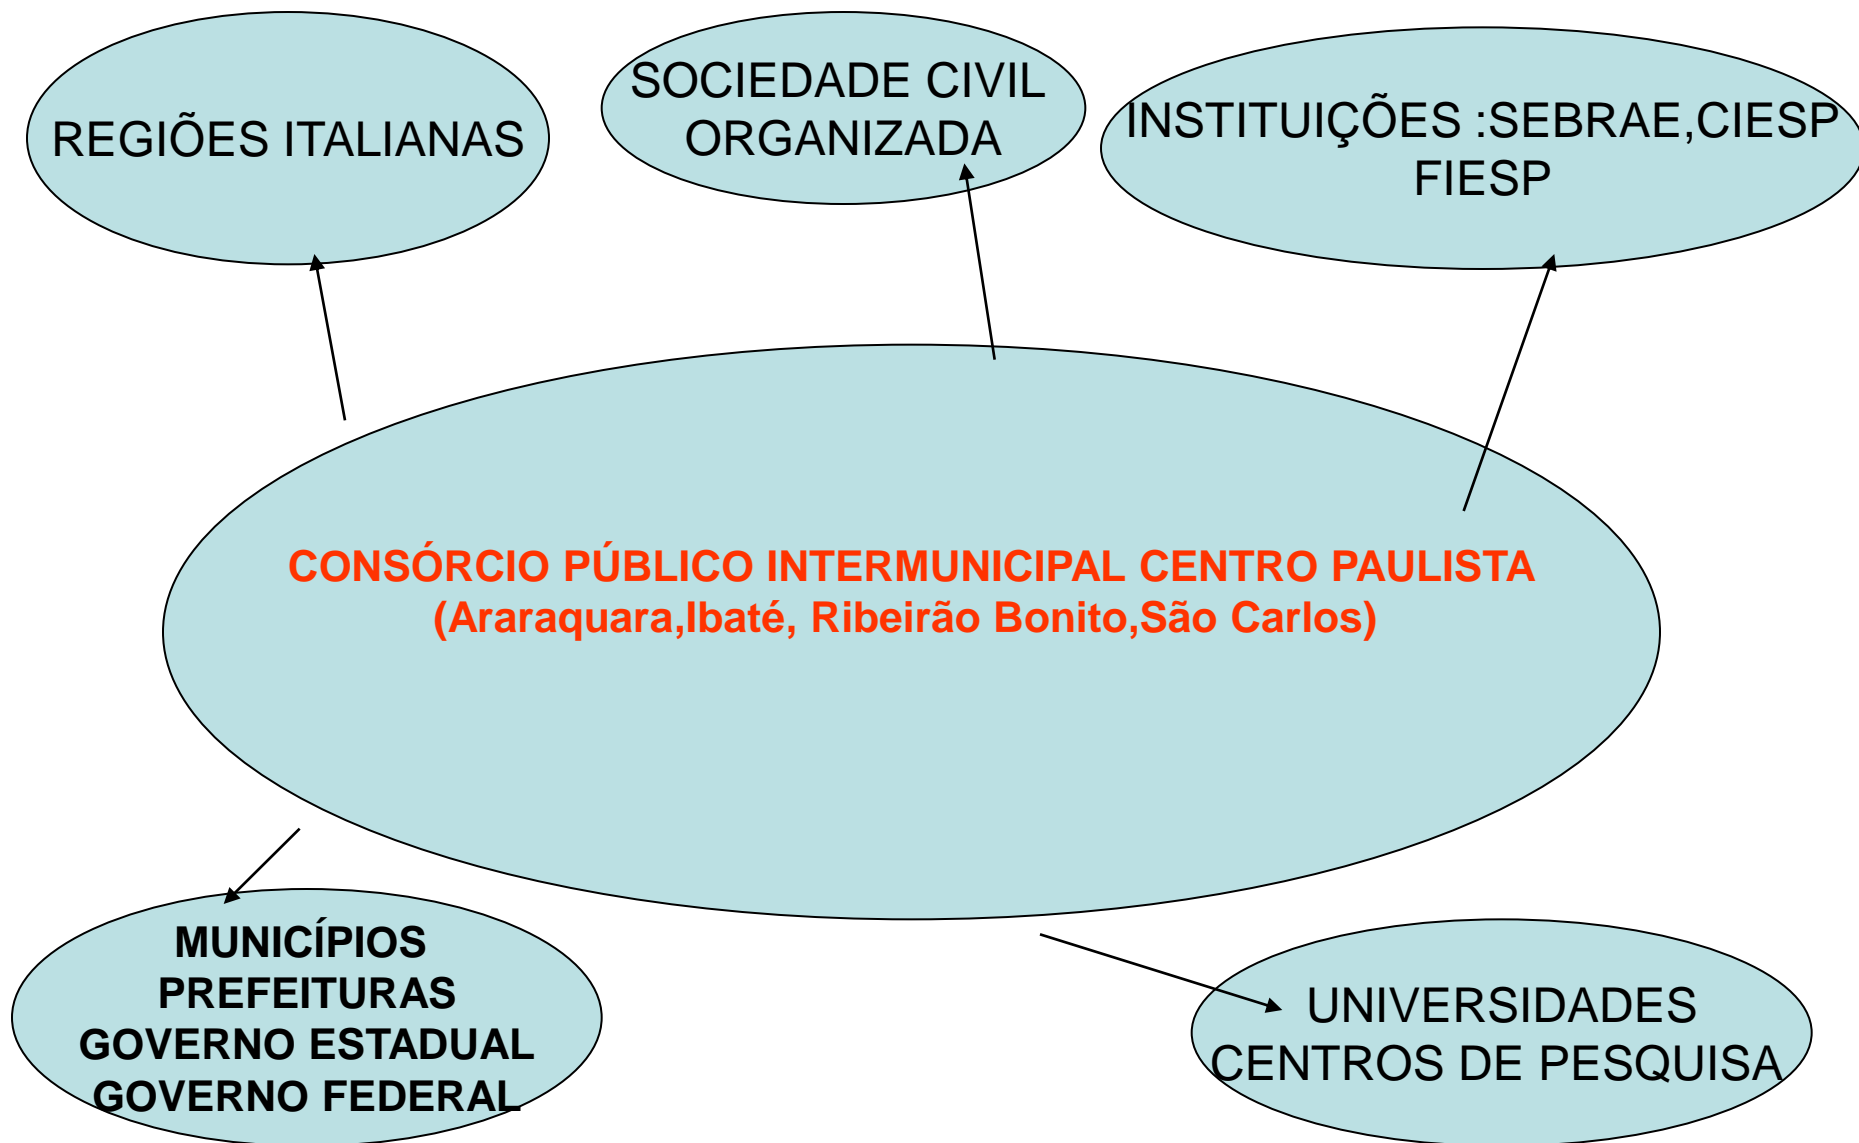 REGIÕES ITALIANAS
SOCIEDADE CIVIL
ORGANIZADA
INSTITUIÇÕES :SEBRAE,CIESP
FIESP
CONSÓRCIO PÚBLICO INTERMUNICIPAL CENTRO PAULISTA
(Araraquara,Ibaté, Ribeirão Bonito,São Carlos)
MUNICÍPIOS
PREFEITURAS
GOVERNO ESTADUAL
GOVERNO FEDERAL
UNIVERSIDADES
CENTROS DE PESQUISA